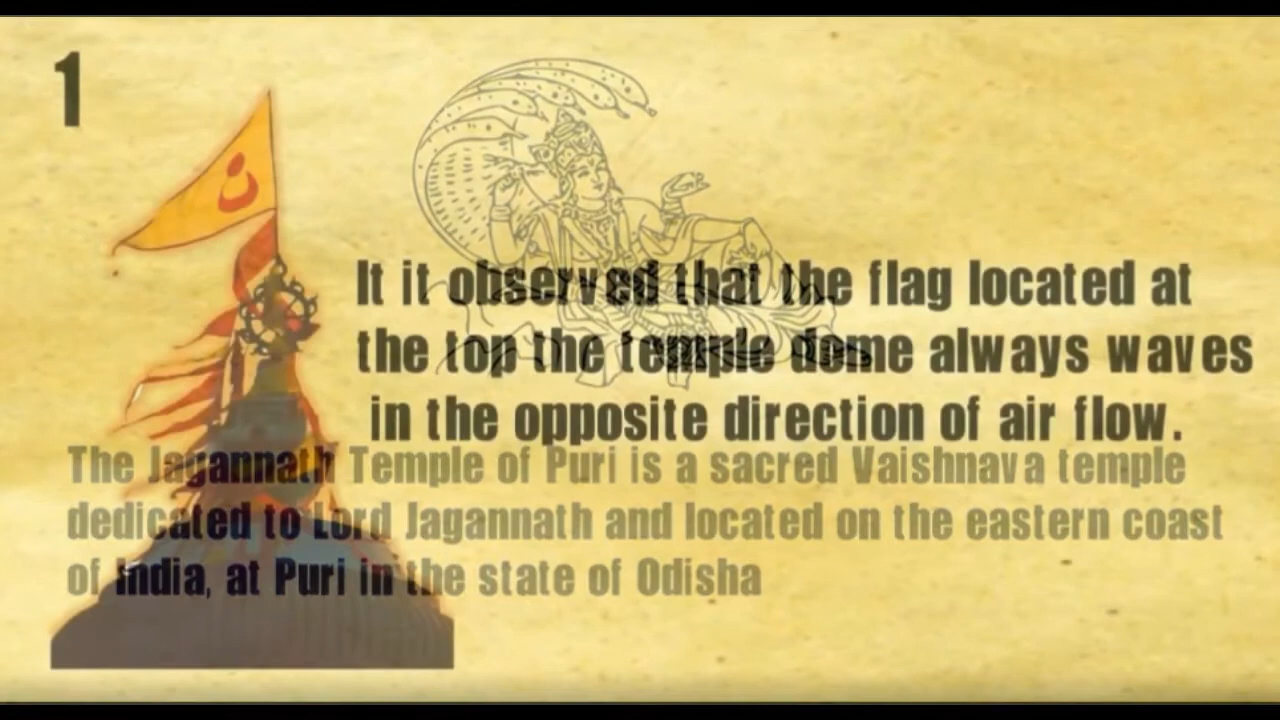 1
It it observed that the flag located at
the top the temple dome always waves
in the opposite direction of air flow.
The Jagannath Temple of Puri is a sacred Vaishnava temple
dedicated to Lord Jagannath and located on the eastern coast
of India, at Puri in the state of Odisha